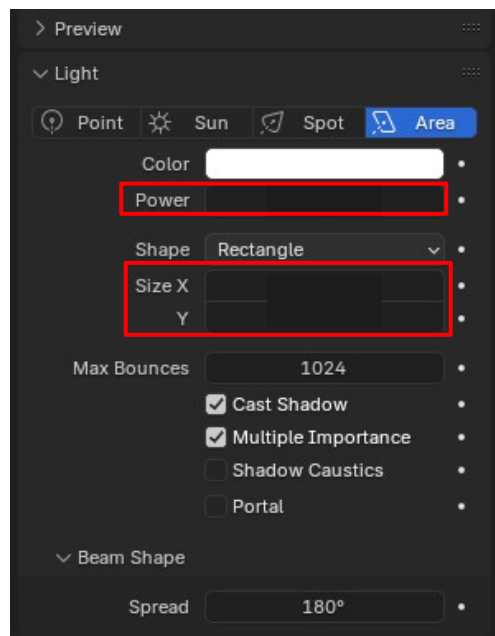 Preview
Light
Point Sun Spot Area
Color
Power
Shape Rectangle
Size X
Y
Max Bounces 1024
Cast Shadow
Multiple Importance
Shadow Caustics
Portal
Beam Shape
Spread 180°